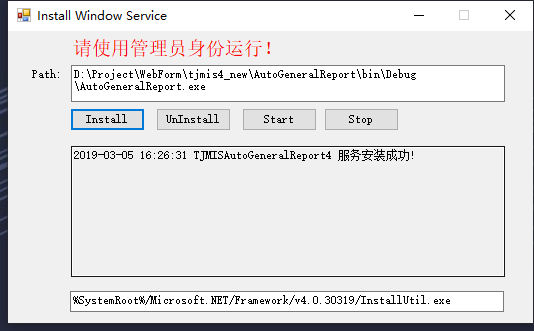 Install Window Service
请使用管理员身份运行！
Path: D:\Project\WebForm\tjmis4_new\AutoGeneralReport\bin\Debug
\AutoGeneralReport.exe
Install UnInstall Start Stop
2019-03-05 16:26:31 TJMISAutoGeneralReport4 服务安装成功!
%SystemRoot%/Microsoft.NET/Framework/v4.0.30319/InstallUtil.exe